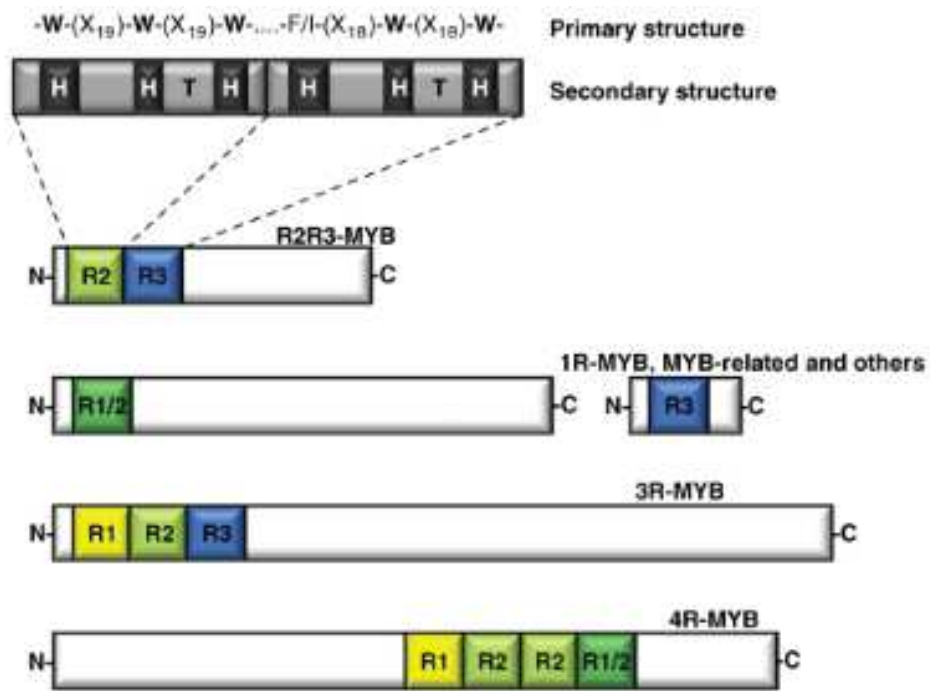 -W-(X₁₉)-W-(X₁₉)-W-....-F/I-(X₁₈)-W-(X₁₈)-W- Primary structure
H H T H H H T H Secondary structure
R2R3-MYB
N- R2 R3 -C
1R-MYB, MYB-related and others
N- R1/2 -C N- R3 -C
3R-MYB
N- R1 R2 R3 -C
4R-MYB
N- R1 R2 R2 R1/2 -C